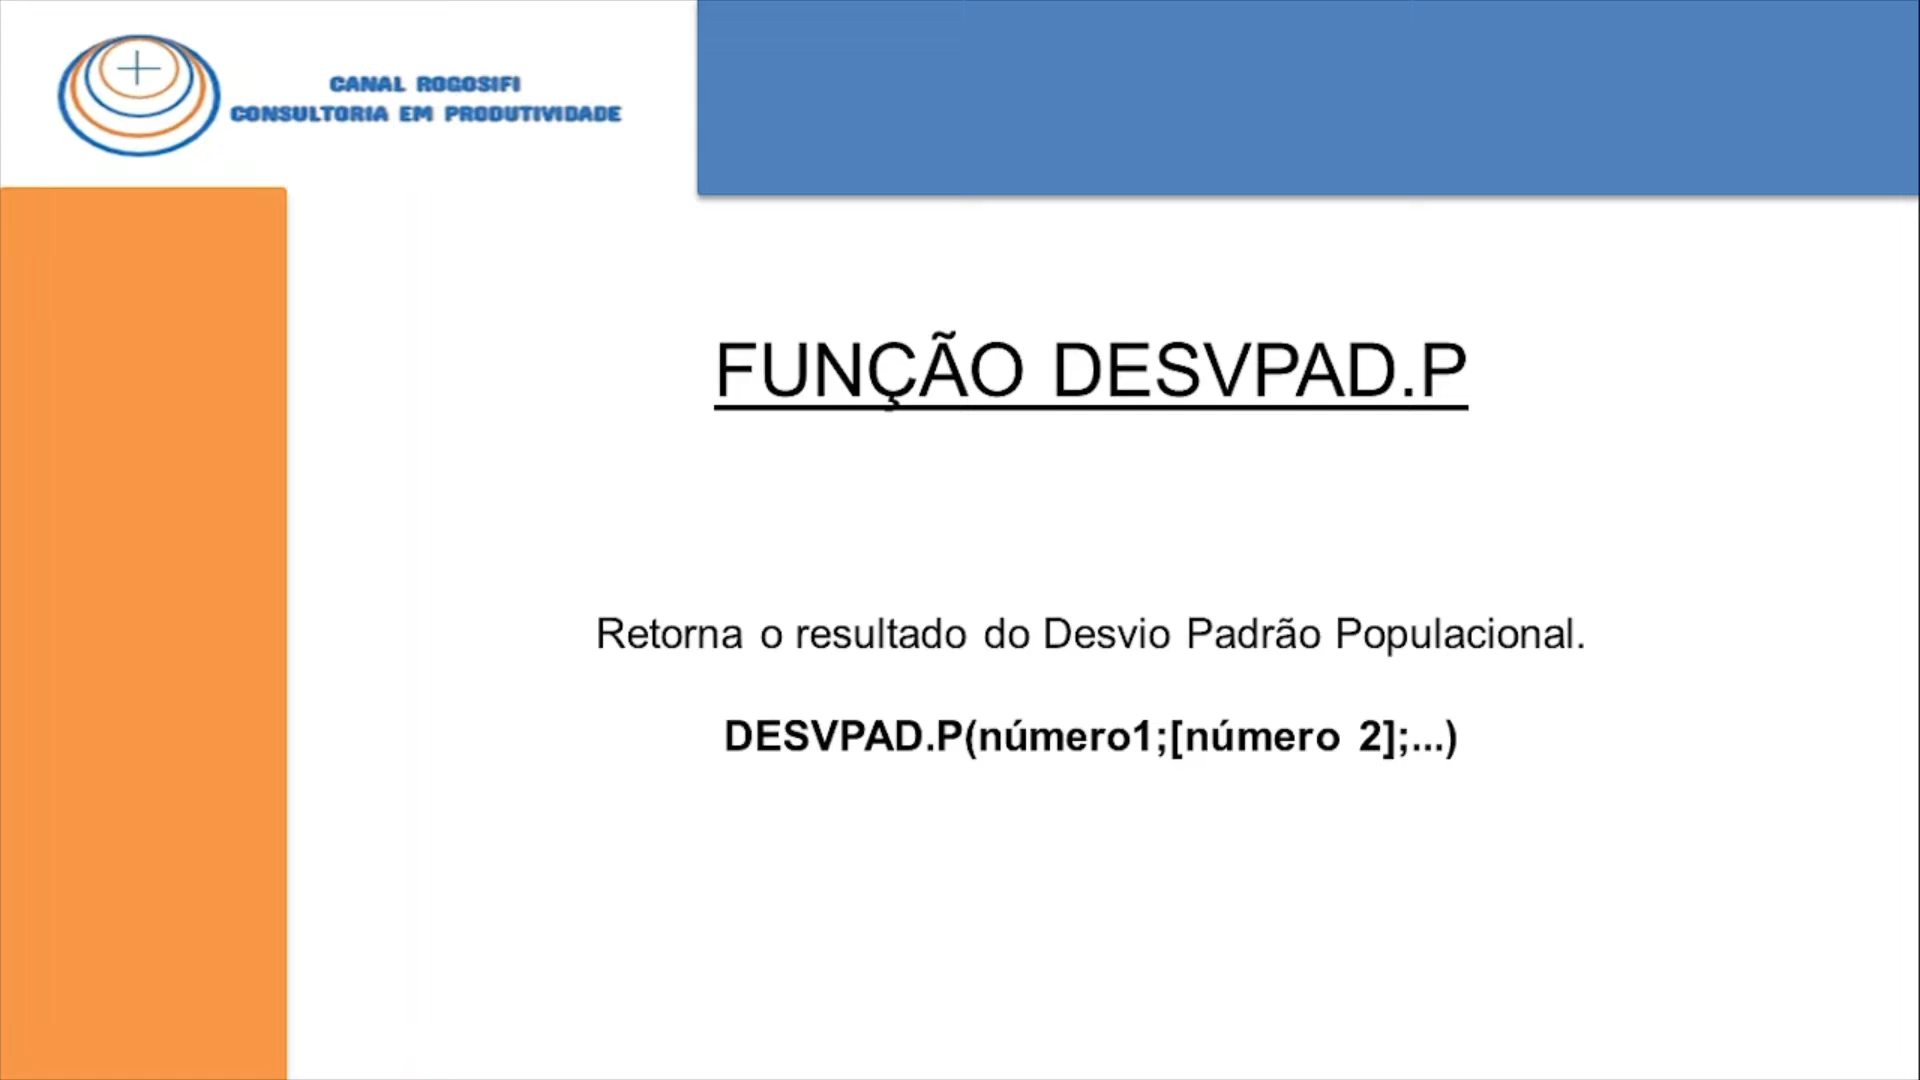 CANAL ROGOSIFI
CONSULTORIA EM PRODUTIVIDADE
FUNÇÃO DESVPAD.P
Retorna o resultado do Desvio Padrão Populacional.
DESVPAD.P(número1;[número 2];...)